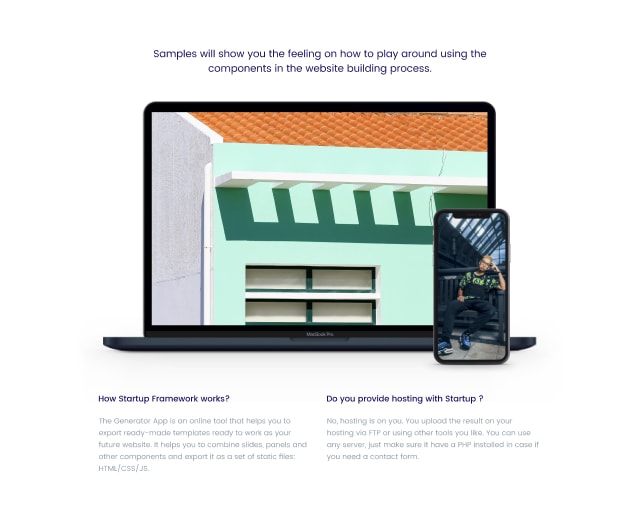 Samples will show you the feeling on how to play around using the
components in the website building process.
MacBook Pro
How Startup Framework works?
The Generator App is an online tool that helps you to
export ready-made templates ready to work as your
future website. It helps you to combine slides, panels and
other components and export it as a set of static files:
HTML/CSS/JS.
Do you provide hosting with Startup ?
No, hosting is on you. You upload the result on your
hosting via FTP or using other tools you like. You can use
any server, just make sure it have a PHP installed in case if
you need a contact form.